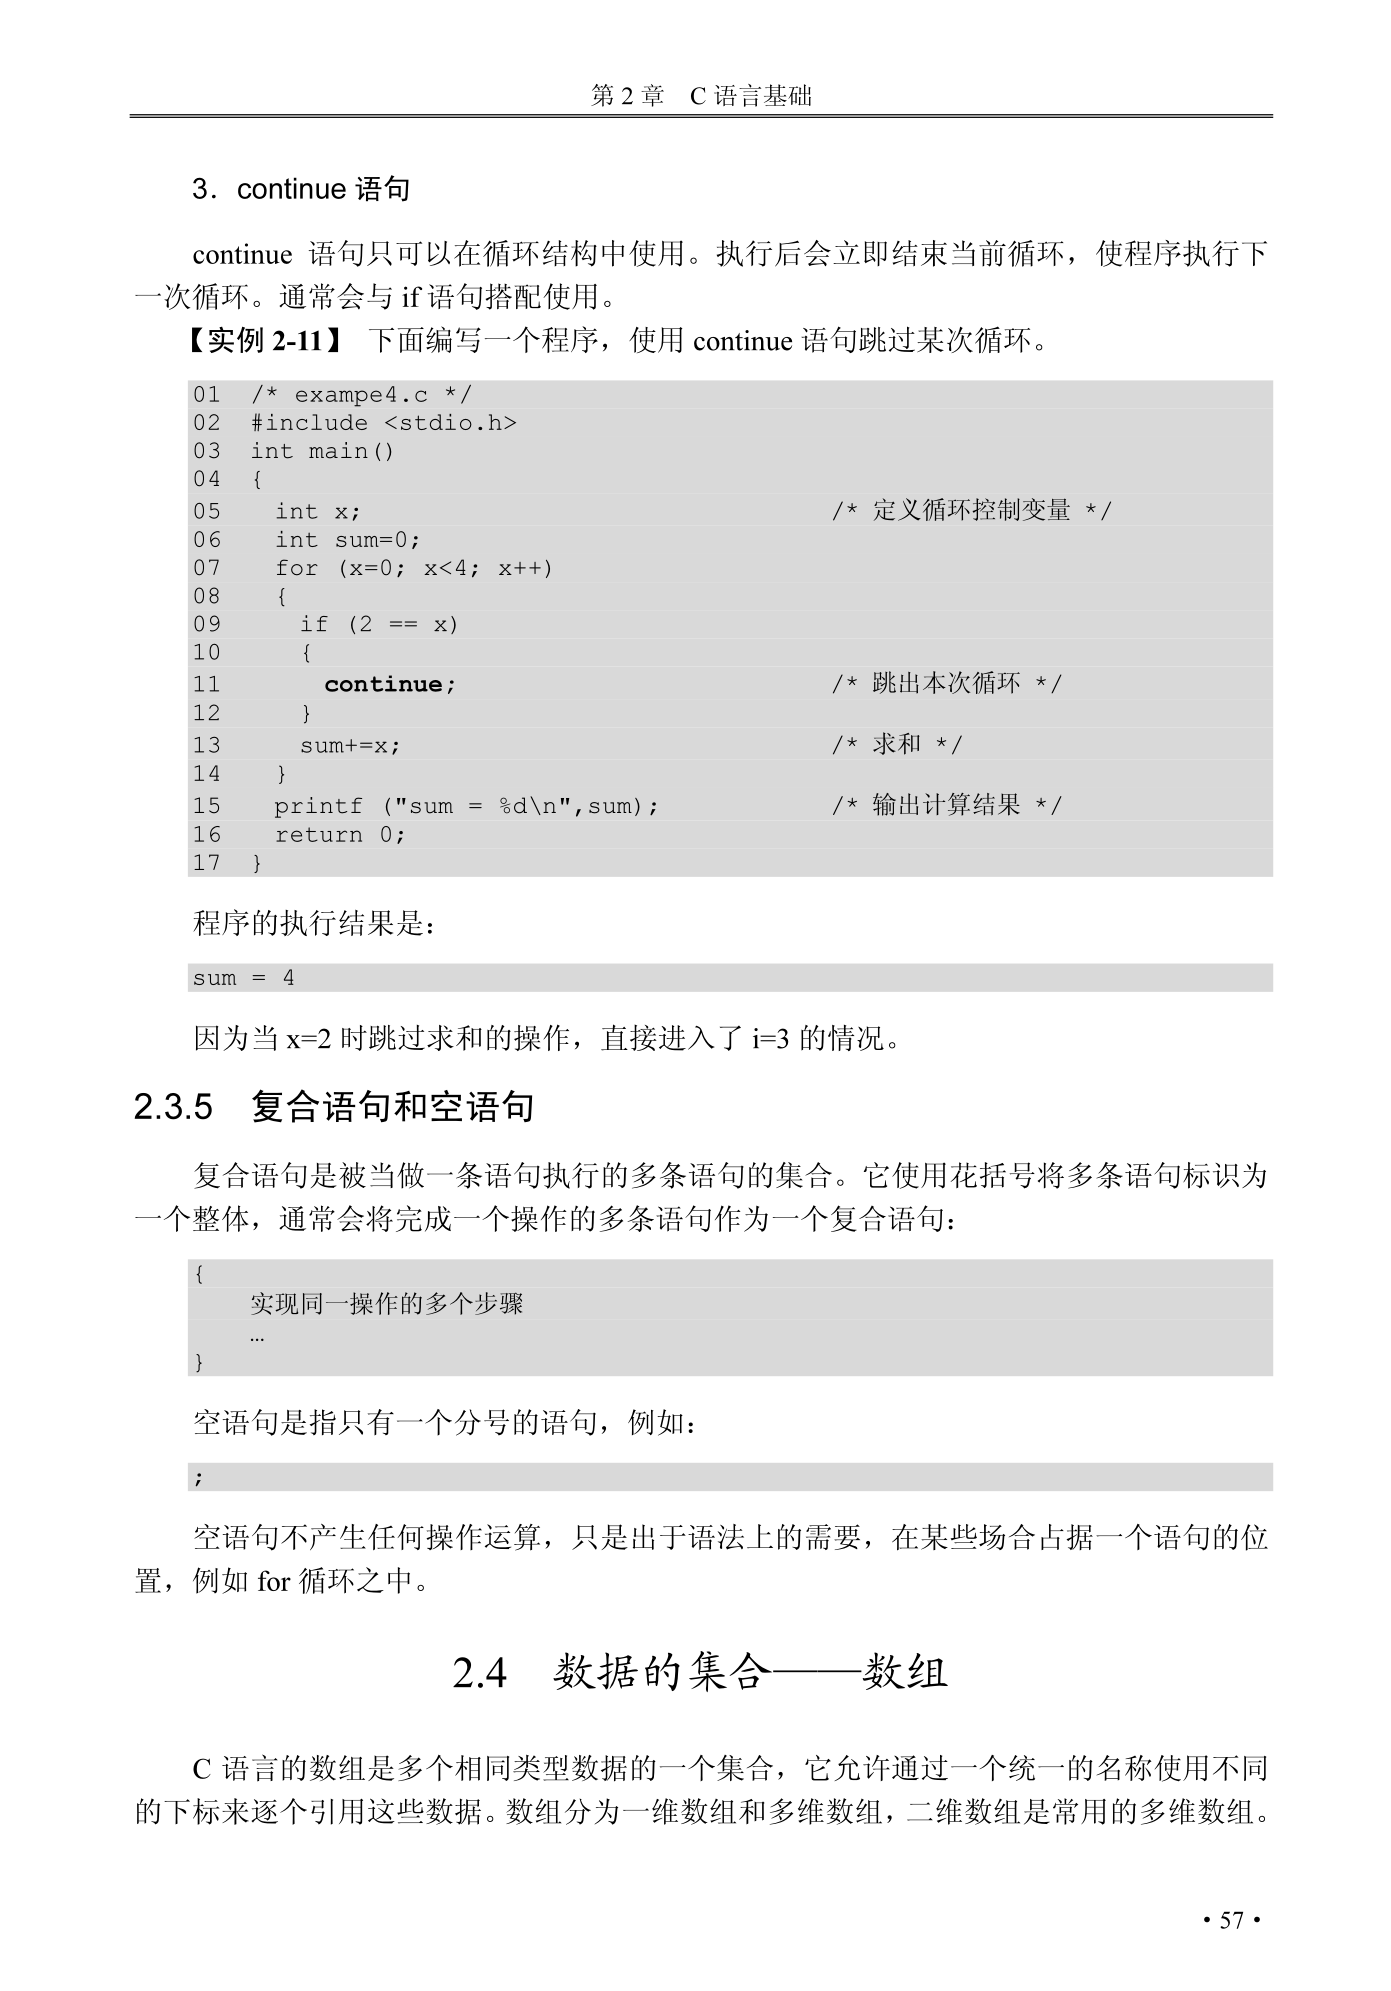 第 2 章　C 语言基础
3．continue 语句
continue 语句只可以在循环结构中使用。执行后会立即结束当前循环，使程序执行下
一次循环。通常会与 if 语句搭配使用。
【实例 2-11】 下面编写一个程序，使用 continue 语句跳过某次循环。
01  /* exampe4.c */
02  #include <stdio.h>
03  int main()
04  {
05    int x;                      /* 定义循环控制变量 */
06    int sum=0;
07    for (x=0; x<4; x++)
08    {
09      if (2 == x)
10      {
11        continue;               /* 跳出本次循环 */
12      }
13      sum+=x;                   /* 求和 */
14    }
15    printf ("sum = %d\n",sum);  /* 输出计算结果 */
16    return 0;
17  }
程序的执行结果是：
sum = 4
因为当 x=2 时跳过求和的操作，直接进入了 i=3 的情况。
2.3.5　复合语句和空语句
复合语句是被当做一条语句执行的多条语句的集合。它使用花括号将多条语句标识为
一个整体，通常会将完成一个操作的多条语句作为一个复合语句：
{
    实现同一操作的多个步骤
    …
}
空语句是指只有一个分号的语句，例如：
;
空语句不产生任何操作运算，只是出于语法上的需要，在某些场合占据一个语句的位
置，例如 for 循环之中。
2.4　数据的集合——数组
C 语言的数组是多个相同类型数据的一个集合，它允许通过一个统一的名称使用不同
的下标来逐个引用这些数据。数组分为一维数组和多维数组，二维数组是常用的多维数组。
· 57 ·